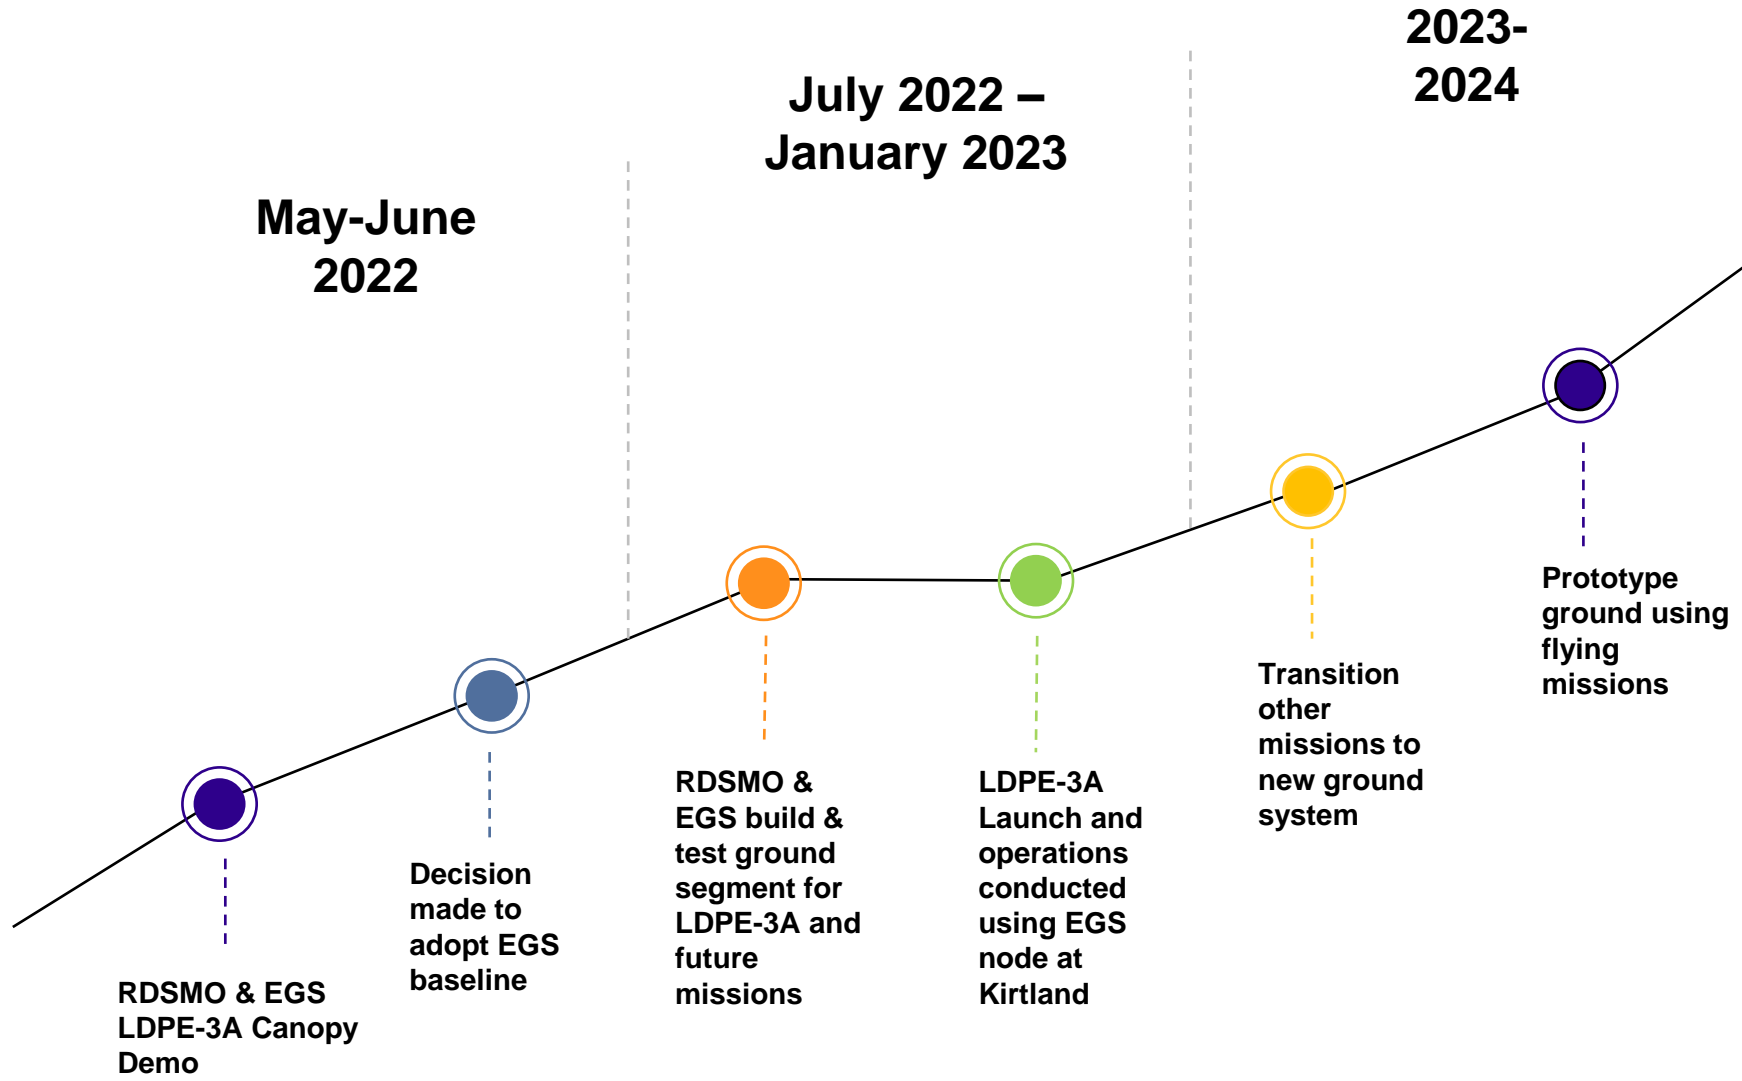 May-June
2022
July 2022 –
January 2023
2023-
2024
RDSMO & EGS
LDPE-3A Canopy
Demo
Decision
made to
adopt EGS
baseline
RDSMO &
EGS build &
test ground
segment for
LDPE-3A and
future
missions
LDPE-3A
Launch and
operations
conducted
using EGS
node at
Kirtland
Transition
other
missions to
new ground
system
Prototype
ground using
flying
missions